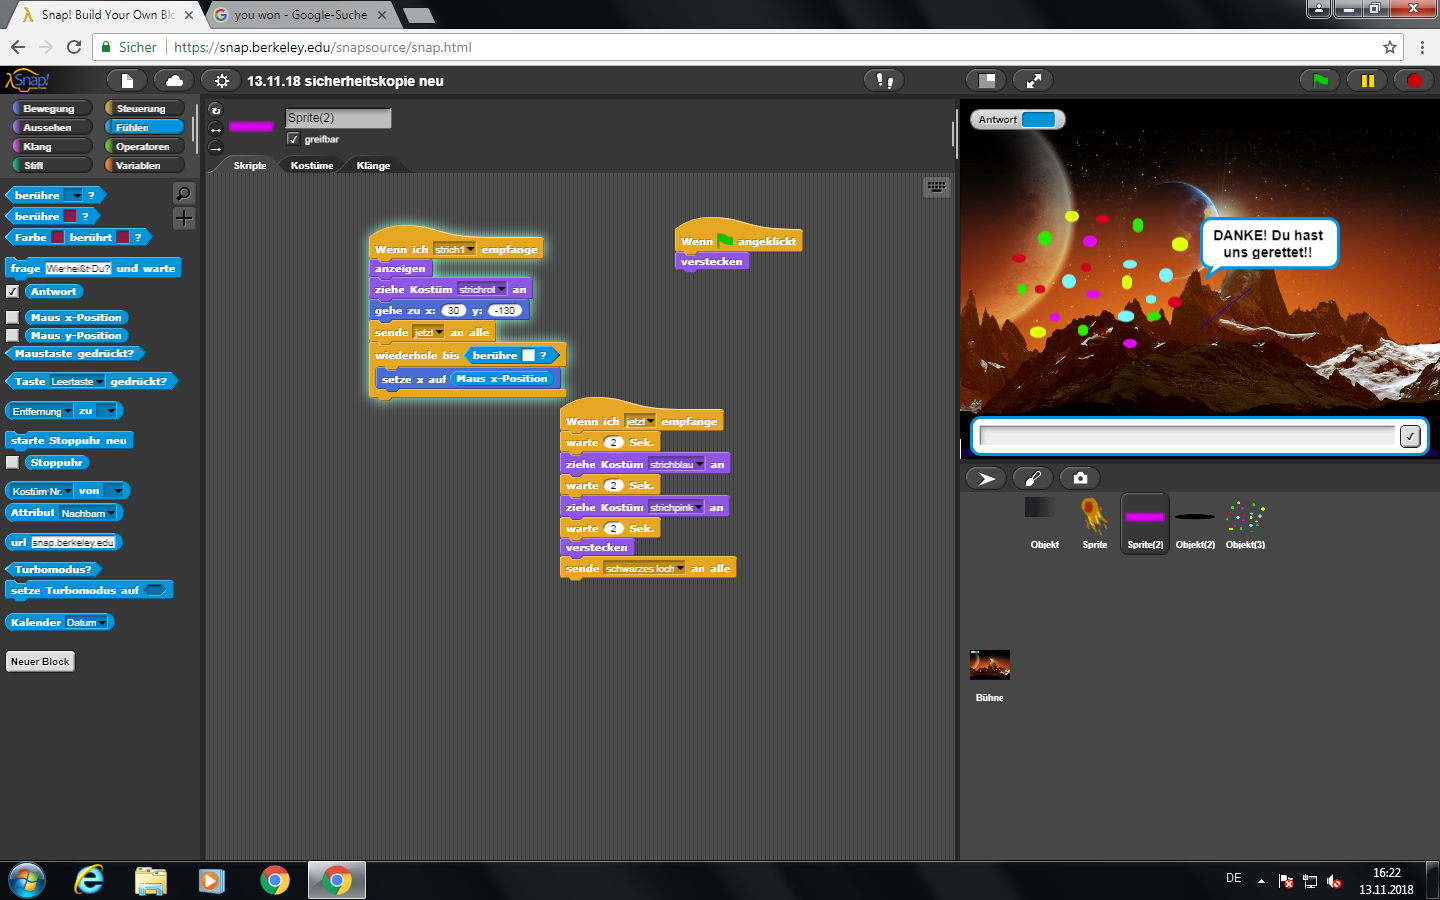 Snap! Build Your Own Blo
you won - Google-Suche
Sicher
https://snap.berkeley.edu/snapsource/snap.html
Snap!
13.11.18 sicherheitskopie neu
Bewegung
Steuerung
Aussehen
Fühlen
Klang
Operatoren
Stift
Variablen
berühre ?
berühre ?
Farbe berührt ?
frage Wie heißt Du? und warte
Antwort
Maus x-Position
Maus y-Position
Maustaste gedrückt?
Taste Leertaste gedrückt?
Entfernung zu
starte Stoppuhr neu
Stoppuhr
Kostüm Nr. von
Attribut Nachbarn
url snap.berkeley.edu
Turbomodus?
setze Turbomodus auf
Kalender Datum
Neuer Block
Sprite(2)
greifbar
Skripte
Kostüme
Klänge
Wenn ich strich1 empfange
anzeigen
ziehe Kostüm strichrot an
gehe zu x: 30 y: -130
sende jetzt an alle
wiederhole bis berühre ?
setze x auf Maus x-Position
Wenn angeklickt
verstecken
Wenn ich jetzt empfange
warte 2 Sek.
ziehe Kostüm strichblau an
warte 2 Sek.
ziehe Kostüm strichpink an
warte 2 Sek.
verstecken
sende schwarzes loch an alle
Antwort
DANKE! Du hast
uns gerettet!!
Objekt
Sprite
Sprite(2)
Objekt(2)
Objekt(3)
Bühne
DE
16:22
13.11.2018